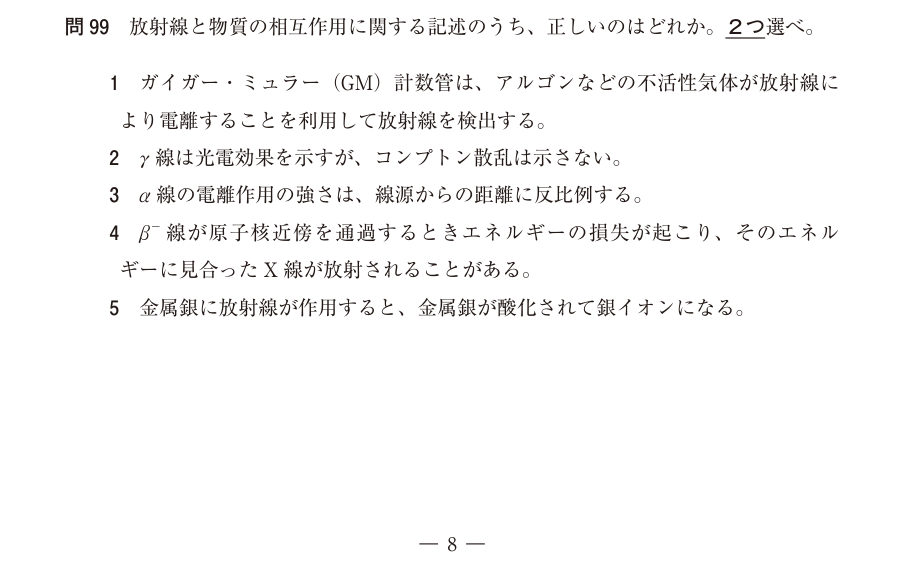 問 99 放射線と物質の相互作用に関する記述のうち、正しいのはどれか。2つ選べ。
1 ガイガー・ミュラー（GM）計数管は、アルゴンなどの不活性気体が放射線に
より電離することを利用して放射線を検出する。
2 γ 線は光電効果を示すが、コンプトン散乱は示さない。
3 α 線の電離作用の強さは、線源からの距離に反比例する。
4 β⁻ 線が原子核近傍を通過するときエネルギーの損失が起こり、そのエネル
ギーに見合った X 線が放射されることがある。
5 金属銀に放射線が作用すると、金属銀が酸化されて銀イオンになる。
— 8 —